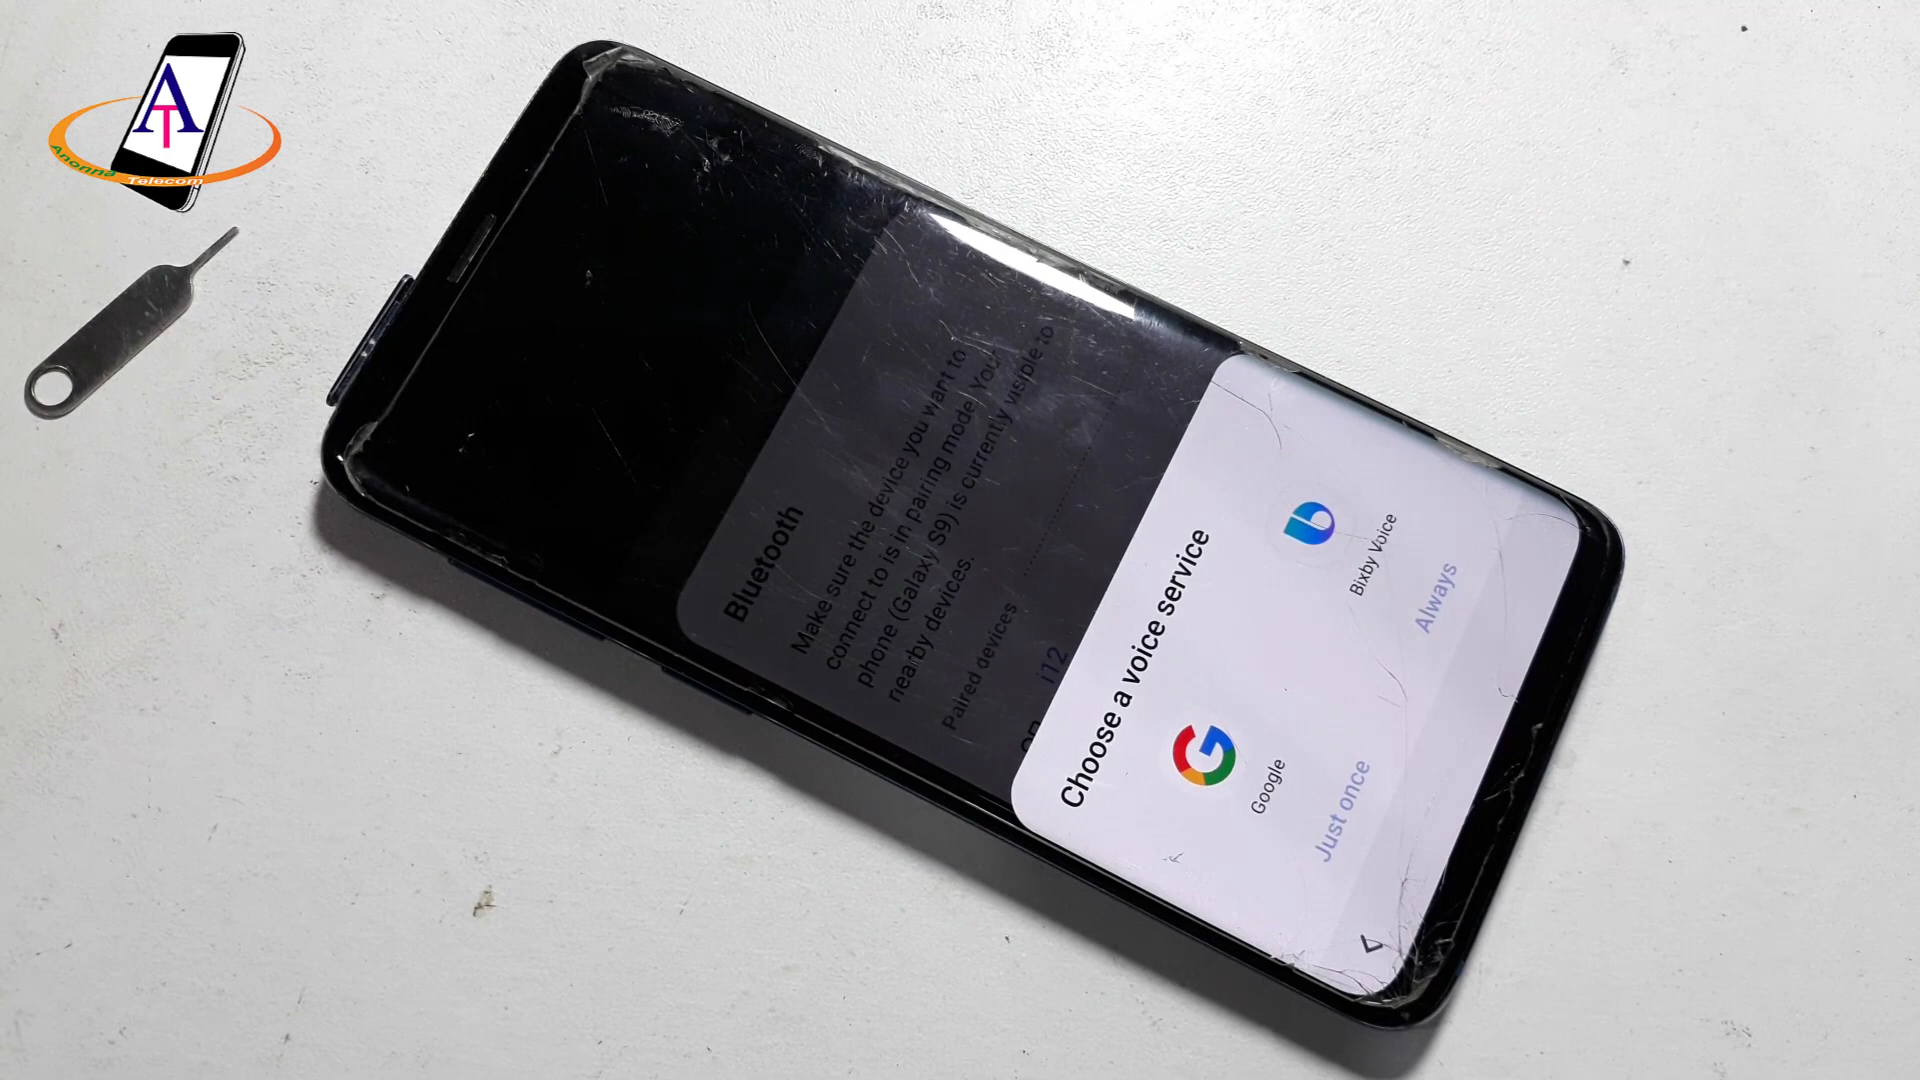 AT
Anonna Telecom
Bluetooth
Make sure the device you want to
connect to is in pairing mode. Your
phone (Galaxy S9) is currently visible to
nearby devices.
Paired devices
i12
Choose a voice service
Google
Bixby Voice
Just once
Always